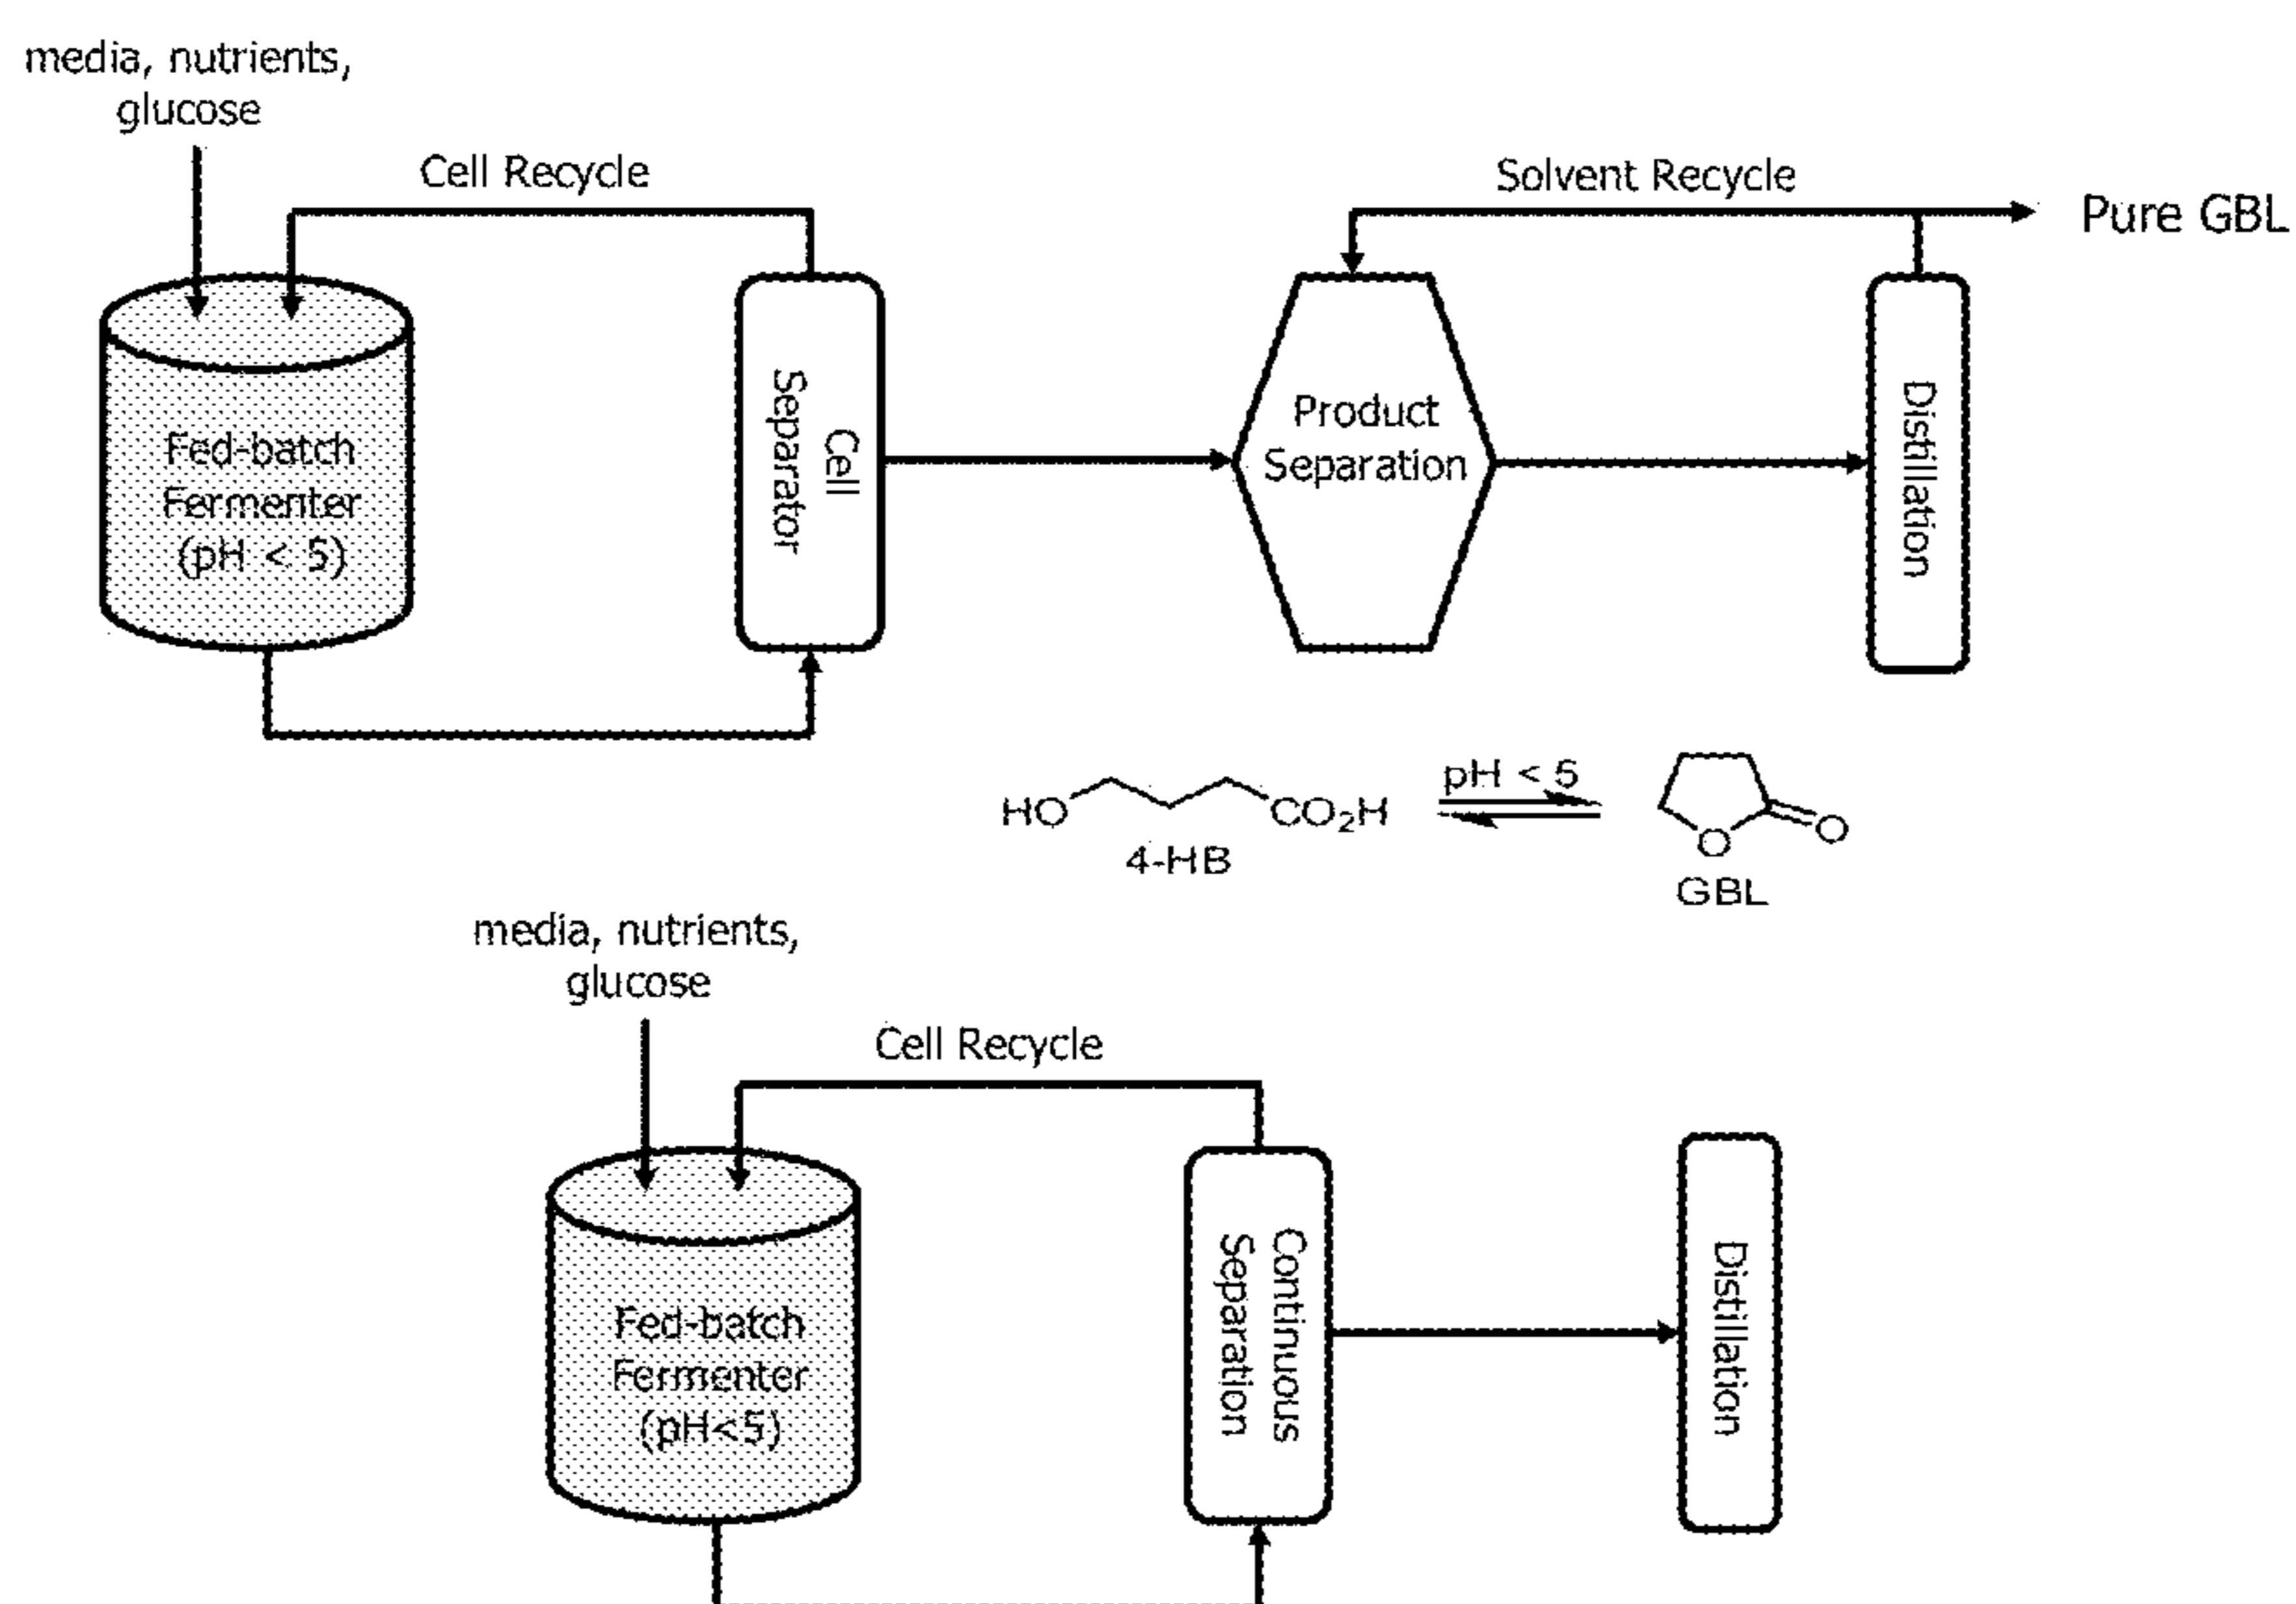 media, nutrients,
glucose
Cell Recycle
Solvent Recycle
Pure GBL
Fed-batch
Fermenter
(pH < 5)
Cell
Separator
Product
Separation
Distillation
HO
CO₂H
4-HB
pH < 5
O
O
GBL
media, nutrients,
glucose
Cell Recycle
Fed-batch
Fermenter
(pH<5)
Continuous
Separation
Distillation